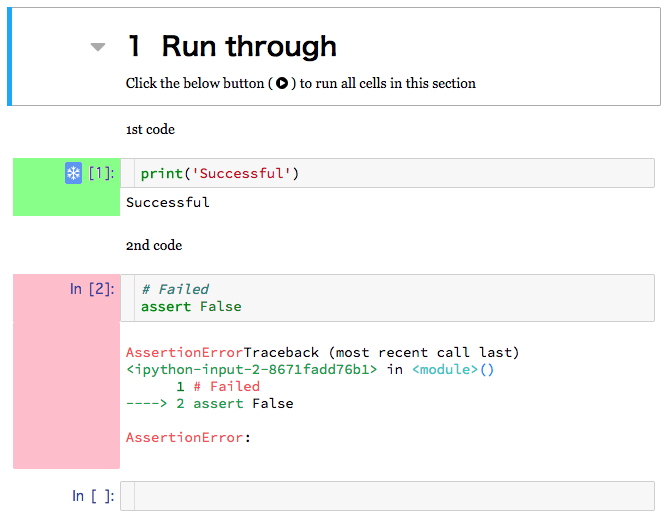 1 Run through
Click the below button ( ) to run all cells in this section
1st code
[1]: print('Successful')
Successful
2nd code
In [2]: # Failed
assert False
AssertionErrorTraceback (most recent call last)
<ipython-input-2-8671fadd76b1> in <module>()
1 # Failed
----> 2 assert False
AssertionError:
In [ ]: